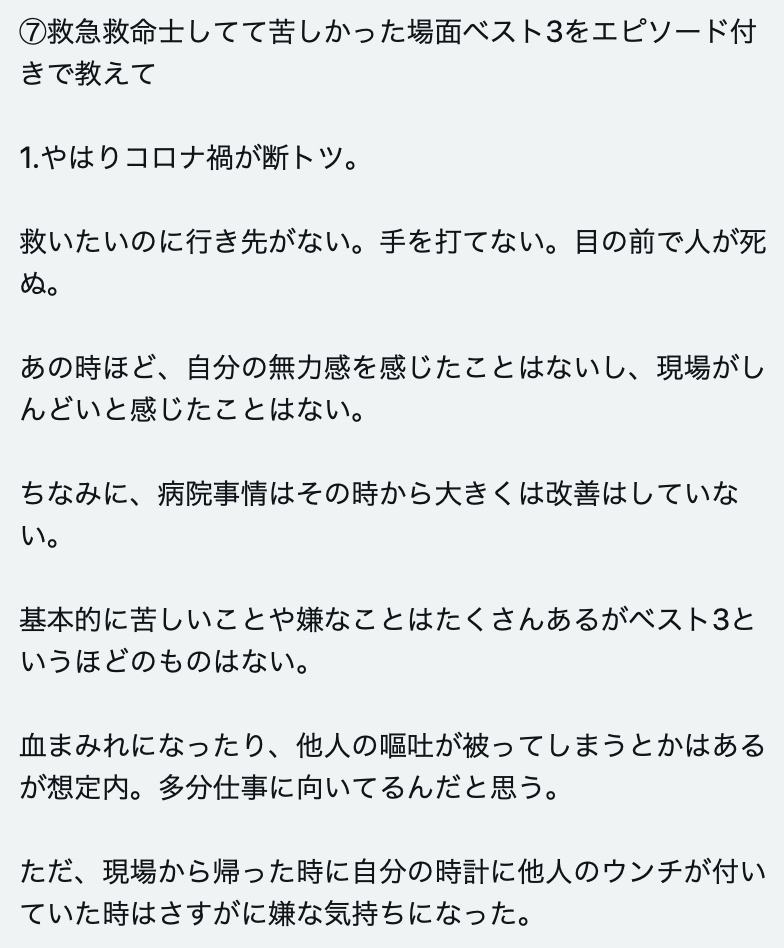 ⑦救急救命士してて苦しかった場面ベスト3をエピソード付
きで教えて
1.やはりコロナ禍が断トツ。
救いたいのに行き先がない。手を打てない。目の前で人が死
ぬ。
あの時ほど、自分の無力感を感じたことはないし、現場がし
んどいと感じたことはない。
ちなみに、病院事情はその時から大きくは改善はしていな
い。
基本的に苦しいことや嫌なことはたくさんあるがベスト3と
いうほどのものはない。
血まみれになったり、他人の嘔吐が被ってしまうとかはある
が想定内。多分仕事に向いてるんだと思う。
ただ、現場から帰った時に自分の時計に他人のウンチが付い
ていた時はさすがに嫌な気持ちになった。